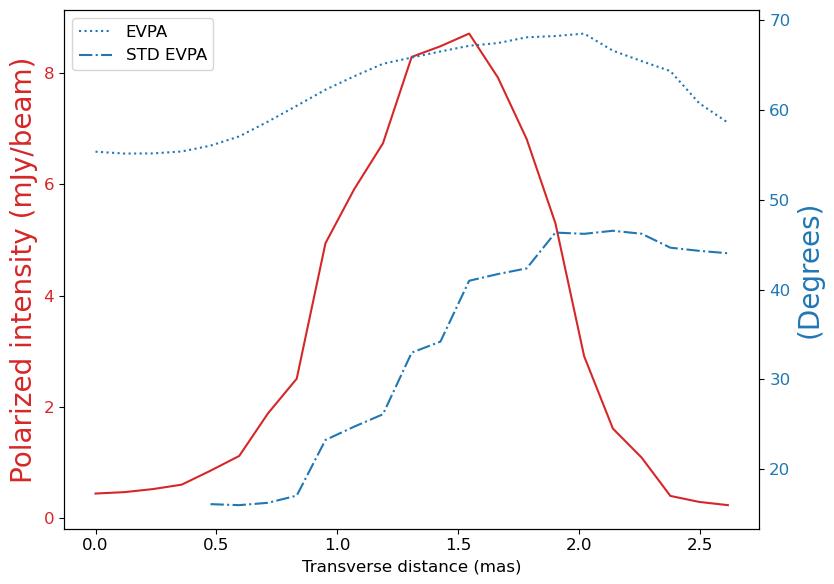 EVPA
STD EVPA
Polarized intensity (mJy/beam)
8
6
4
2
0
70
60
50
40
30
20
(Degrees)
0.0 0.5 1.0 1.5 2.0 2.5
Transverse distance (mas)